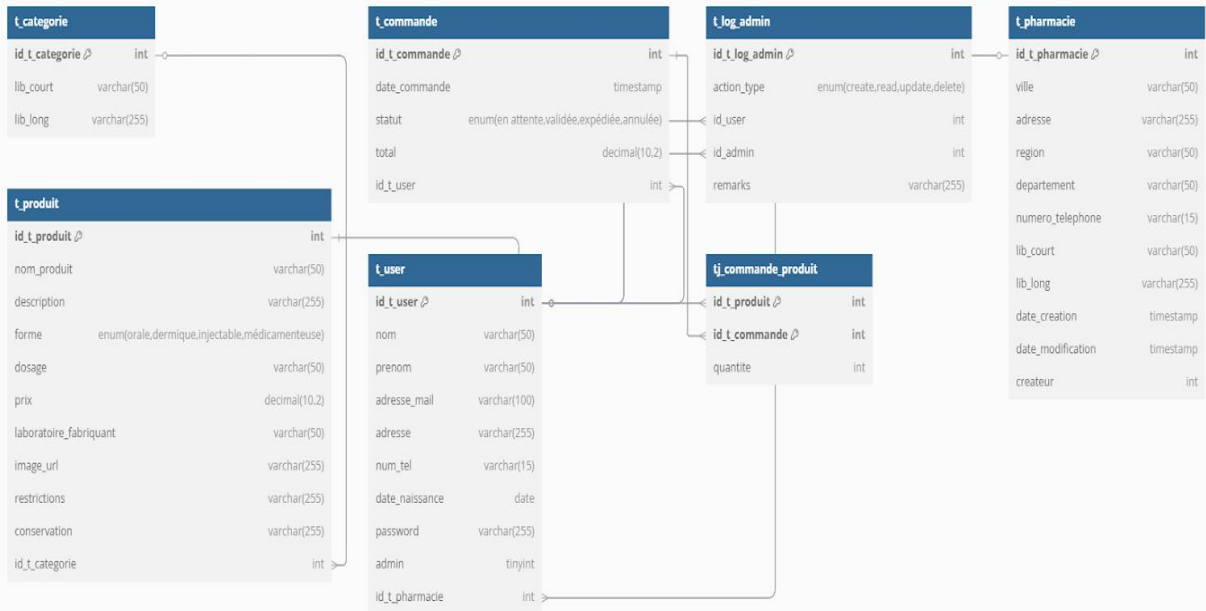 t_categorie
id_t_categorie int
lib_court varchar(50)
lib_long varchar(255)
t_produit
id_t_produit int
nom_produit varchar(50)
description varchar(255)
forme enum(orale,dermique,injectable,médicamenteuse)
dosage varchar(50)
prix decimal(10,2)
laboratoire_fabriquant varchar(50)
image_url varchar(255)
restrictions varchar(255)
conservation varchar(255)
id_t_categorie int
t_commande
id_t_commande int
date_commande timestamp
statut enum(en attente,validée,expédiée,annulée)
total decimal(10,2)
id_t_user int
t_user
id_t_user int
nom varchar(50)
prenom varchar(50)
adresse_mail varchar(100)
adresse varchar(255)
num_tel varchar(15)
date_naissance date
password varchar(255)
admin tinyint
id_t_pharmacie int
t_log_admin
id_t_log_admin int
action_type enum(create,read,update,delete)
id_user int
id_admin int
remarks varchar(255)
tj_commande_produit
id_t_produit int
id_t_commande int
quantite int
t_pharmacie
id_t_pharmacie int
ville varchar(50)
adresse varchar(255)
region varchar(50)
departement varchar(50)
numero_telephone varchar(15)
lib_court varchar(50)
lib_long varchar(255)
date_creation timestamp
date_modification timestamp
createur int